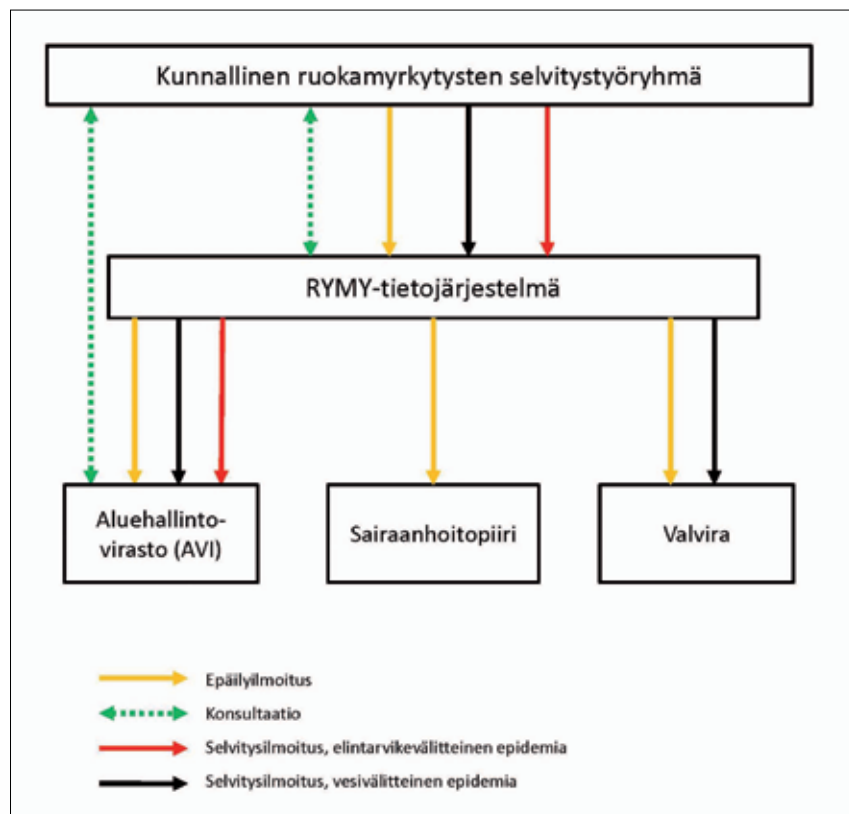 Kunnallinen ruokamyrkytysten selvitystyöryhmä
RYMY-tietojärjestelmä
Aluehallinto-
virasto (AVI)
Sairaanhoitopiiri
Valvira
Epäilyilmoitus
Konsultaatio
Selvitysilmoitus, elintarvikevälitteinen epidemia
Selvitysilmoitus, vesivälitteinen epidemia